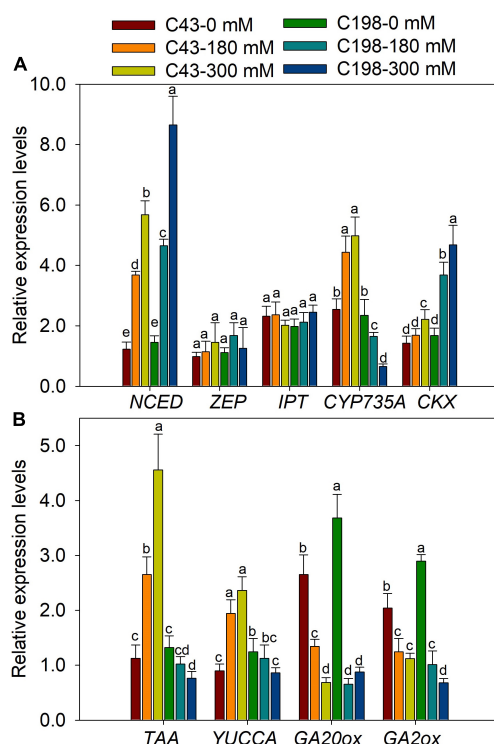 C43-0 mM C198-0 mM
C43-180 mM C198-180 mM
C43-300 mM C198-300 mM
A
Relative expression levels
10.0
8.0
6.0
4.0
2.0
0.0
e d b e c a
a a a a a a
a a a a a a
b a a b c d
d d c d b a
NCED ZEP IPT CYP735A CKX
B
Relative expression levels
5.0
4.0
3.0
2.0
1.0
0.0
c b a c cd d
c a a b bc c
b c d a d d
b c c a c d
TAA YUCCA GA20ox GA2ox